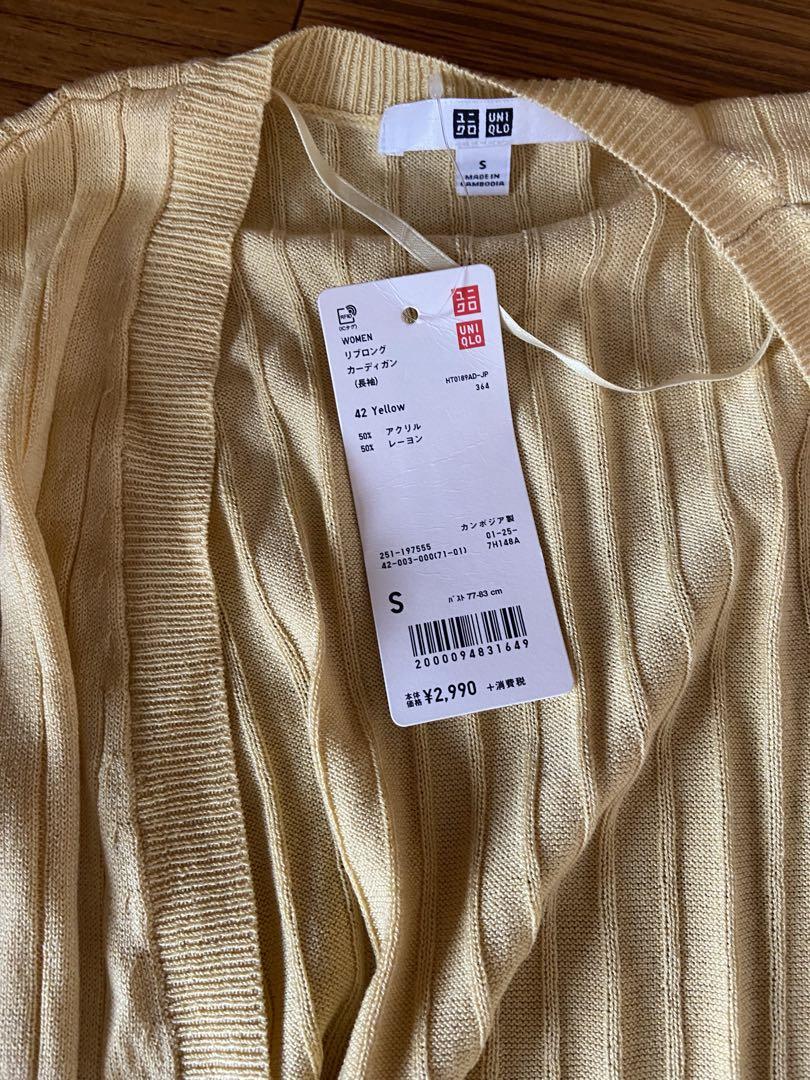 ユニ
クロ
UNI
QLO
S
MADE IN
CAMBODIA
RFID
(ICタグ)
ユニ
クロ
UNI
QLO
WOMEN
リブロング
カーディガン
(長袖)
HT0189AD-JP
364
42 Yellow
50% アクリル
50% レーヨン
カンボジア製
251-197555 01-25-
42-003-000(71-01) 7H148A
S バスト 77-83 cm
2000094831649
本体
価格 ¥2,990 +消費税